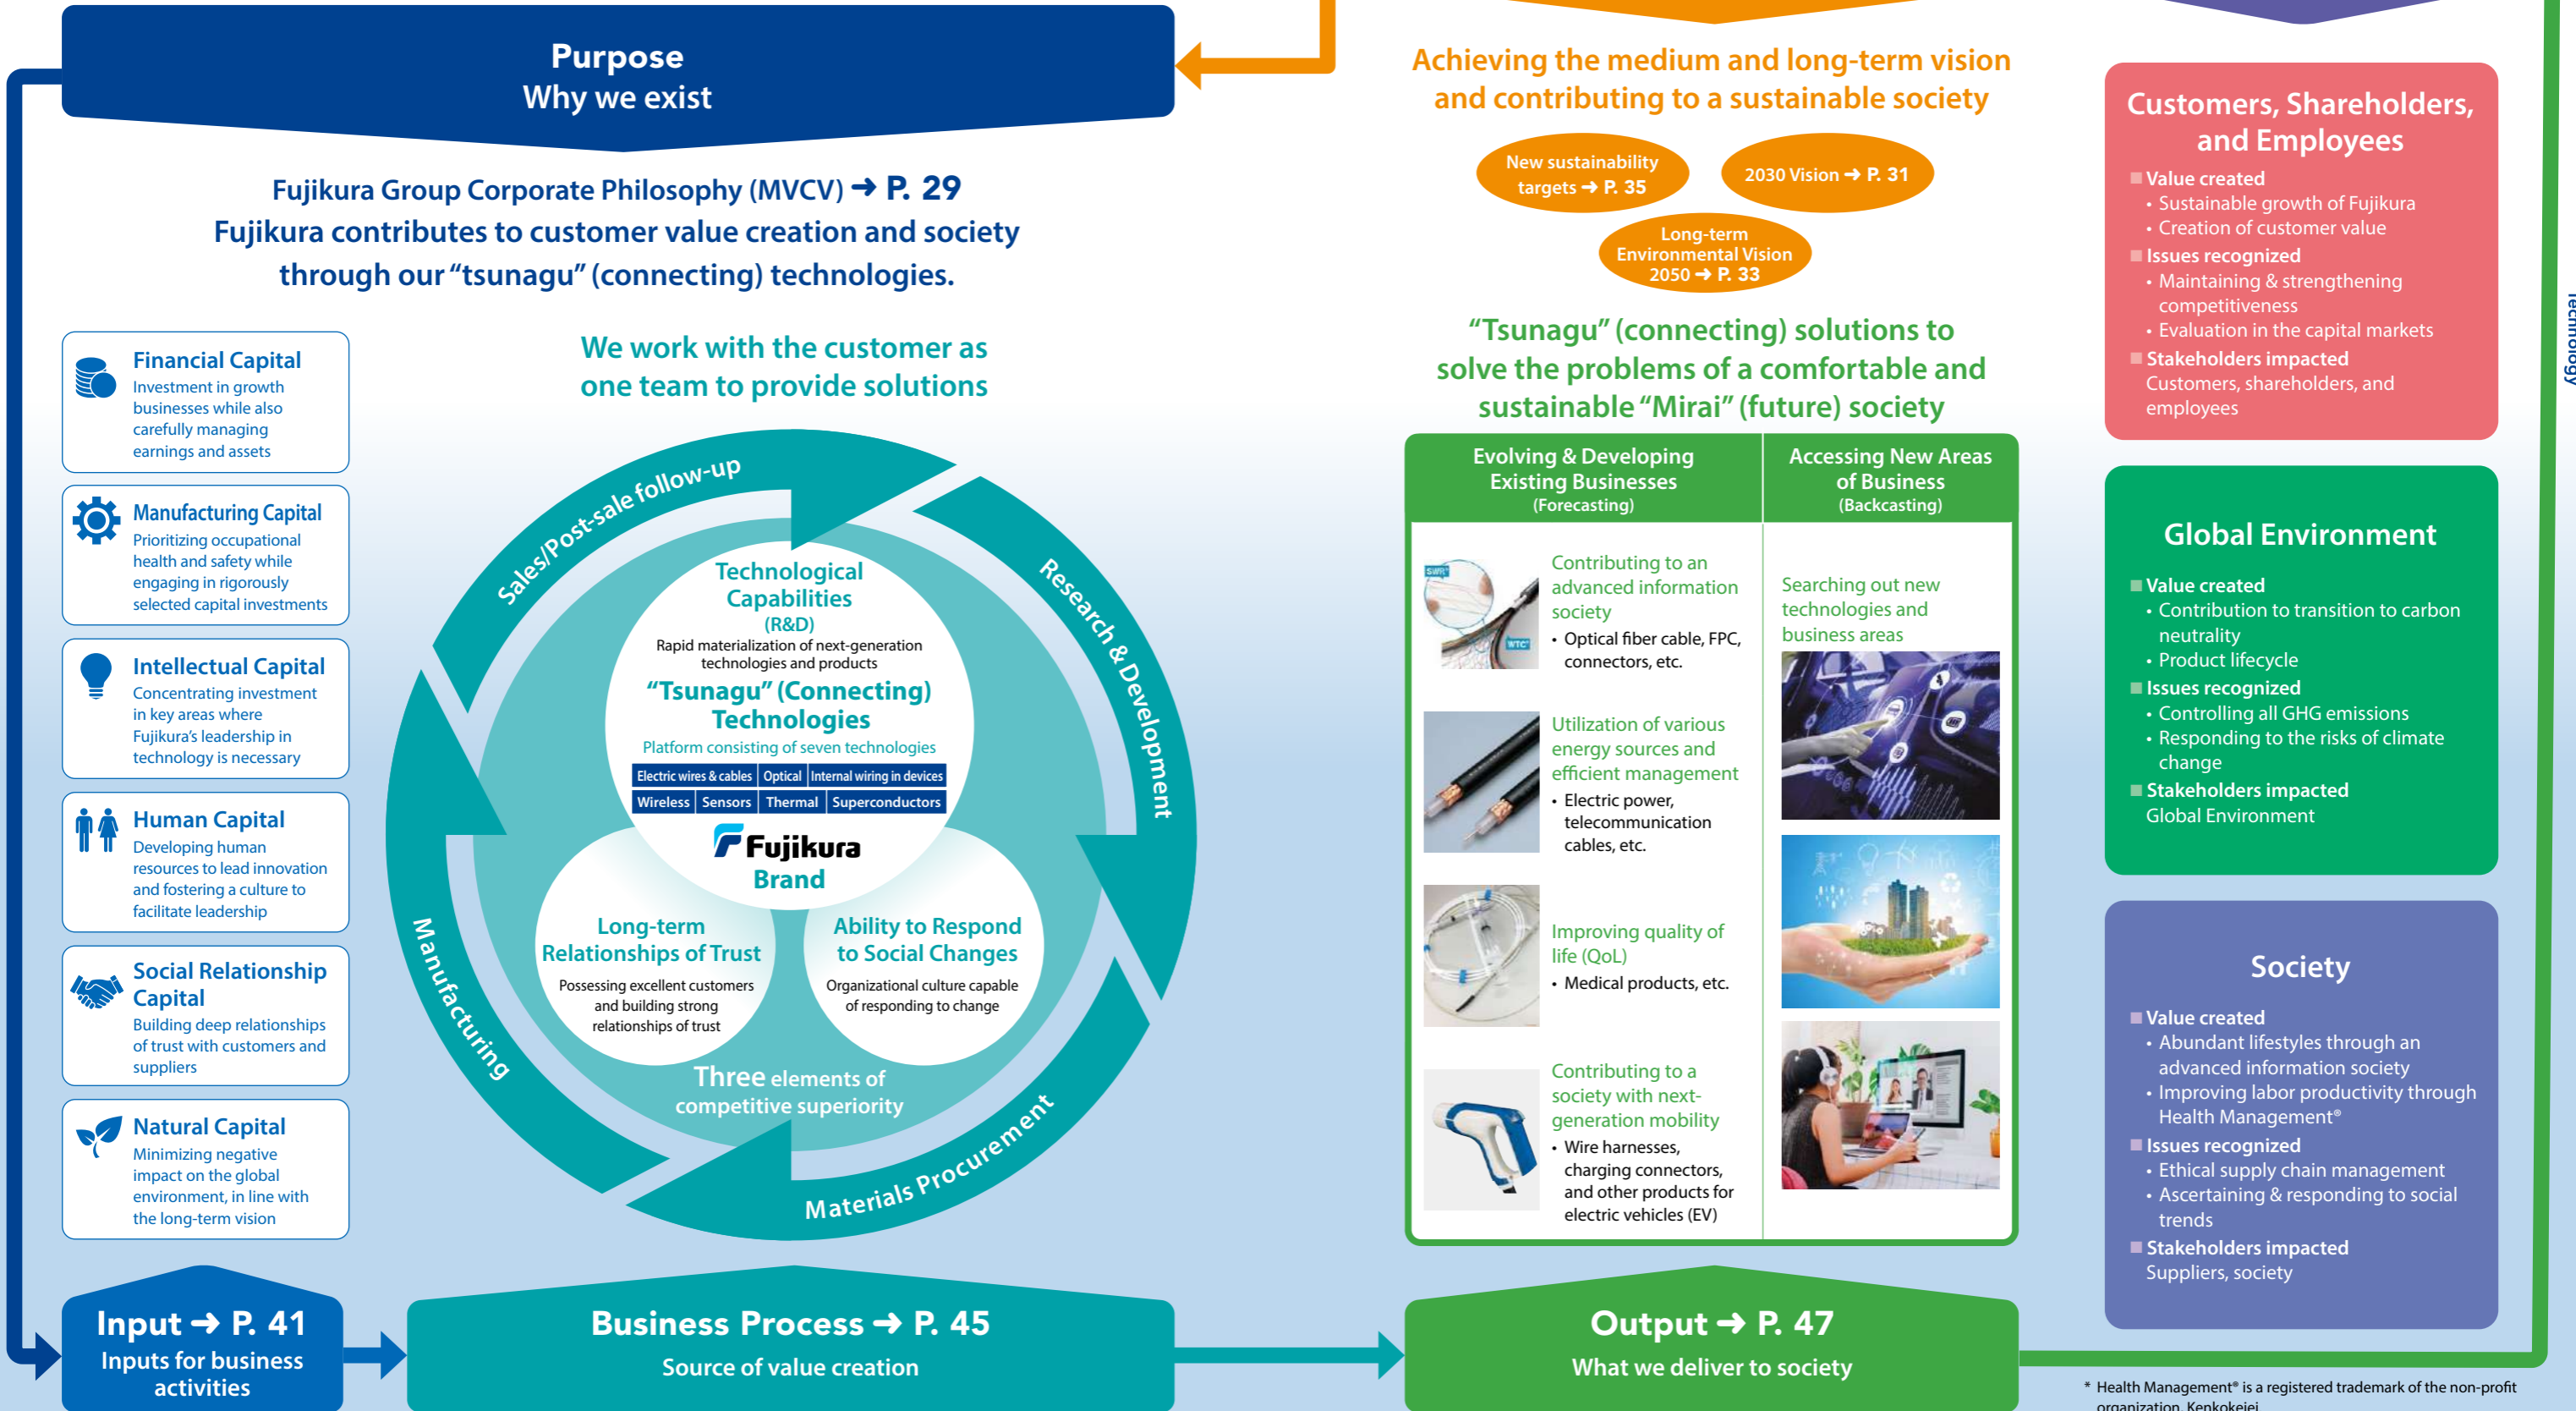 Purpose
Why we exist
Fujikura Group Corporate Philosophy (MVCV) ➔ P. 29
Fujikura contributes to customer value creation and society
through our “tsunagu” (connecting) technologies.
Financial Capital
Investment in growth
businesses while also
carefully managing
earnings and assets
Manufacturing Capital
Prioritizing occupational
health and safety while
engaging in rigorously
selected capital investments
Intellectual Capital
Concentrating investment
in key areas where
Fujikura’s leadership in
technology is necessary
Human Capital
Developing human
resources to lead innovation
and fostering a culture to
facilitate leadership
Social Relationship
Capital
Building deep relationships
of trust with customers and
suppliers
Natural Capital
Minimizing negative
impact on the global
environment, in line with
the long-term vision
Input ➔ P. 41
Inputs for business
activities
We work with the customer as
one team to provide solutions
Sales/Post-sale follow-up
Research & Development
Materials Procurement
Manufacturing
Technological
Capabilities
(R&D)
Rapid materialization of next-generation
technologies and products
“Tsunagu” (Connecting)
Technologies
Platform consisting of seven technologies
Electric wires & cables Optical Internal wiring in devices
Wireless Sensors Thermal Superconductors
Fujikura
Brand
Long-term
Relationships of Trust
Possessing excellent customers
and building strong
relationships of trust
Ability to Respond
to Social Changes
Organizational culture capable
of responding to change
Three elements of
competitive superiority
Business Process ➔ P. 45
Source of value creation
Achieving the medium and long-term vision
and contributing to a sustainable society
New sustainability
targets ➔ P. 35
2030 Vision ➔ P. 31
Long-term
Environmental Vision
2050 ➔ P. 33
“Tsunagu” (connecting) solutions to
solve the problems of a comfortable and
sustainable “Mirai” (future) society
Evolving & Developing
Existing Businesses
(Forecasting)
Accessing New Areas
of Business
(Backcasting)
SWR®
WTC®
Contributing to an
advanced information
society
• Optical fiber cable, FPC,
connectors, etc.
Utilization of various
energy sources and
efficient management
• Electric power,
telecommunication
cables, etc.
Improving quality of
life (QoL)
• Medical products, etc.
Contributing to a
society with next-
generation mobility
• Wire harnesses,
charging connectors,
and other products for
electric vehicles (EV)
Searching out new
technologies and
business areas
Output ➔ P. 47
What we deliver to society
Customers, Shareholders,
and Employees
■ Value created
• Sustainable growth of Fujikura
• Creation of customer value
■ Issues recognized
• Maintaining & strengthening
competitiveness
• Evaluation in the capital markets
■ Stakeholders impacted
Customers, shareholders, and
employees
Global Environment
■ Value created
• Contribution to transition to carbon
neutrality
• Product lifecycle
■ Issues recognized
• Controlling all GHG emissions
• Responding to the risks of climate
change
■ Stakeholders impacted
Global Environment
Society
■ Value created
• Abundant lifestyles through an
advanced information society
• Improving labor productivity through
Health Management®
■ Issues recognized
• Ethical supply chain management
• Ascertaining & responding to social
trends
■ Stakeholders impacted
Suppliers, society
* Health Management® is a registered trademark of the non-profit
organization, Kenkokeiei
Technology